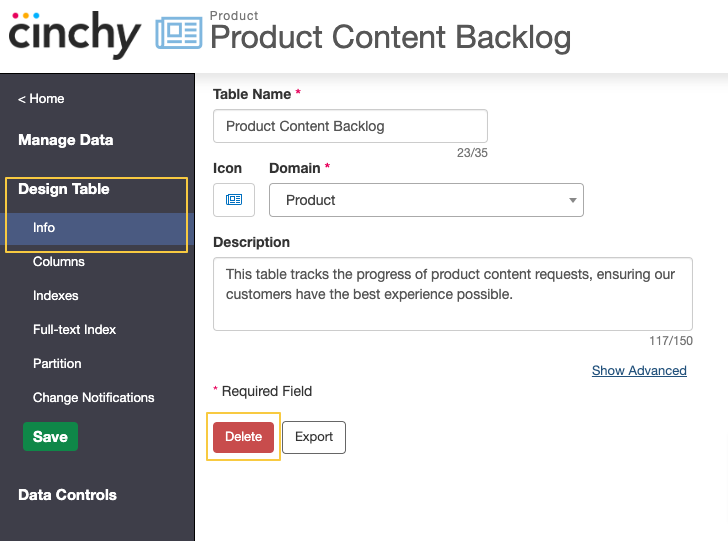 cinchy
Product
Product Content Backlog
< Home
Manage Data
Design Table
Info
Columns
Indexes
Full-text Index
Partition
Change Notifications
Save
Data Controls
Table Name *
Product Content Backlog
23/35
Icon
Domain *
Product
Description
This table tracks the progress of product content requests, ensuring our
customers have the best experience possible.
117/150
Show Advanced
* Required Field
Delete
Export